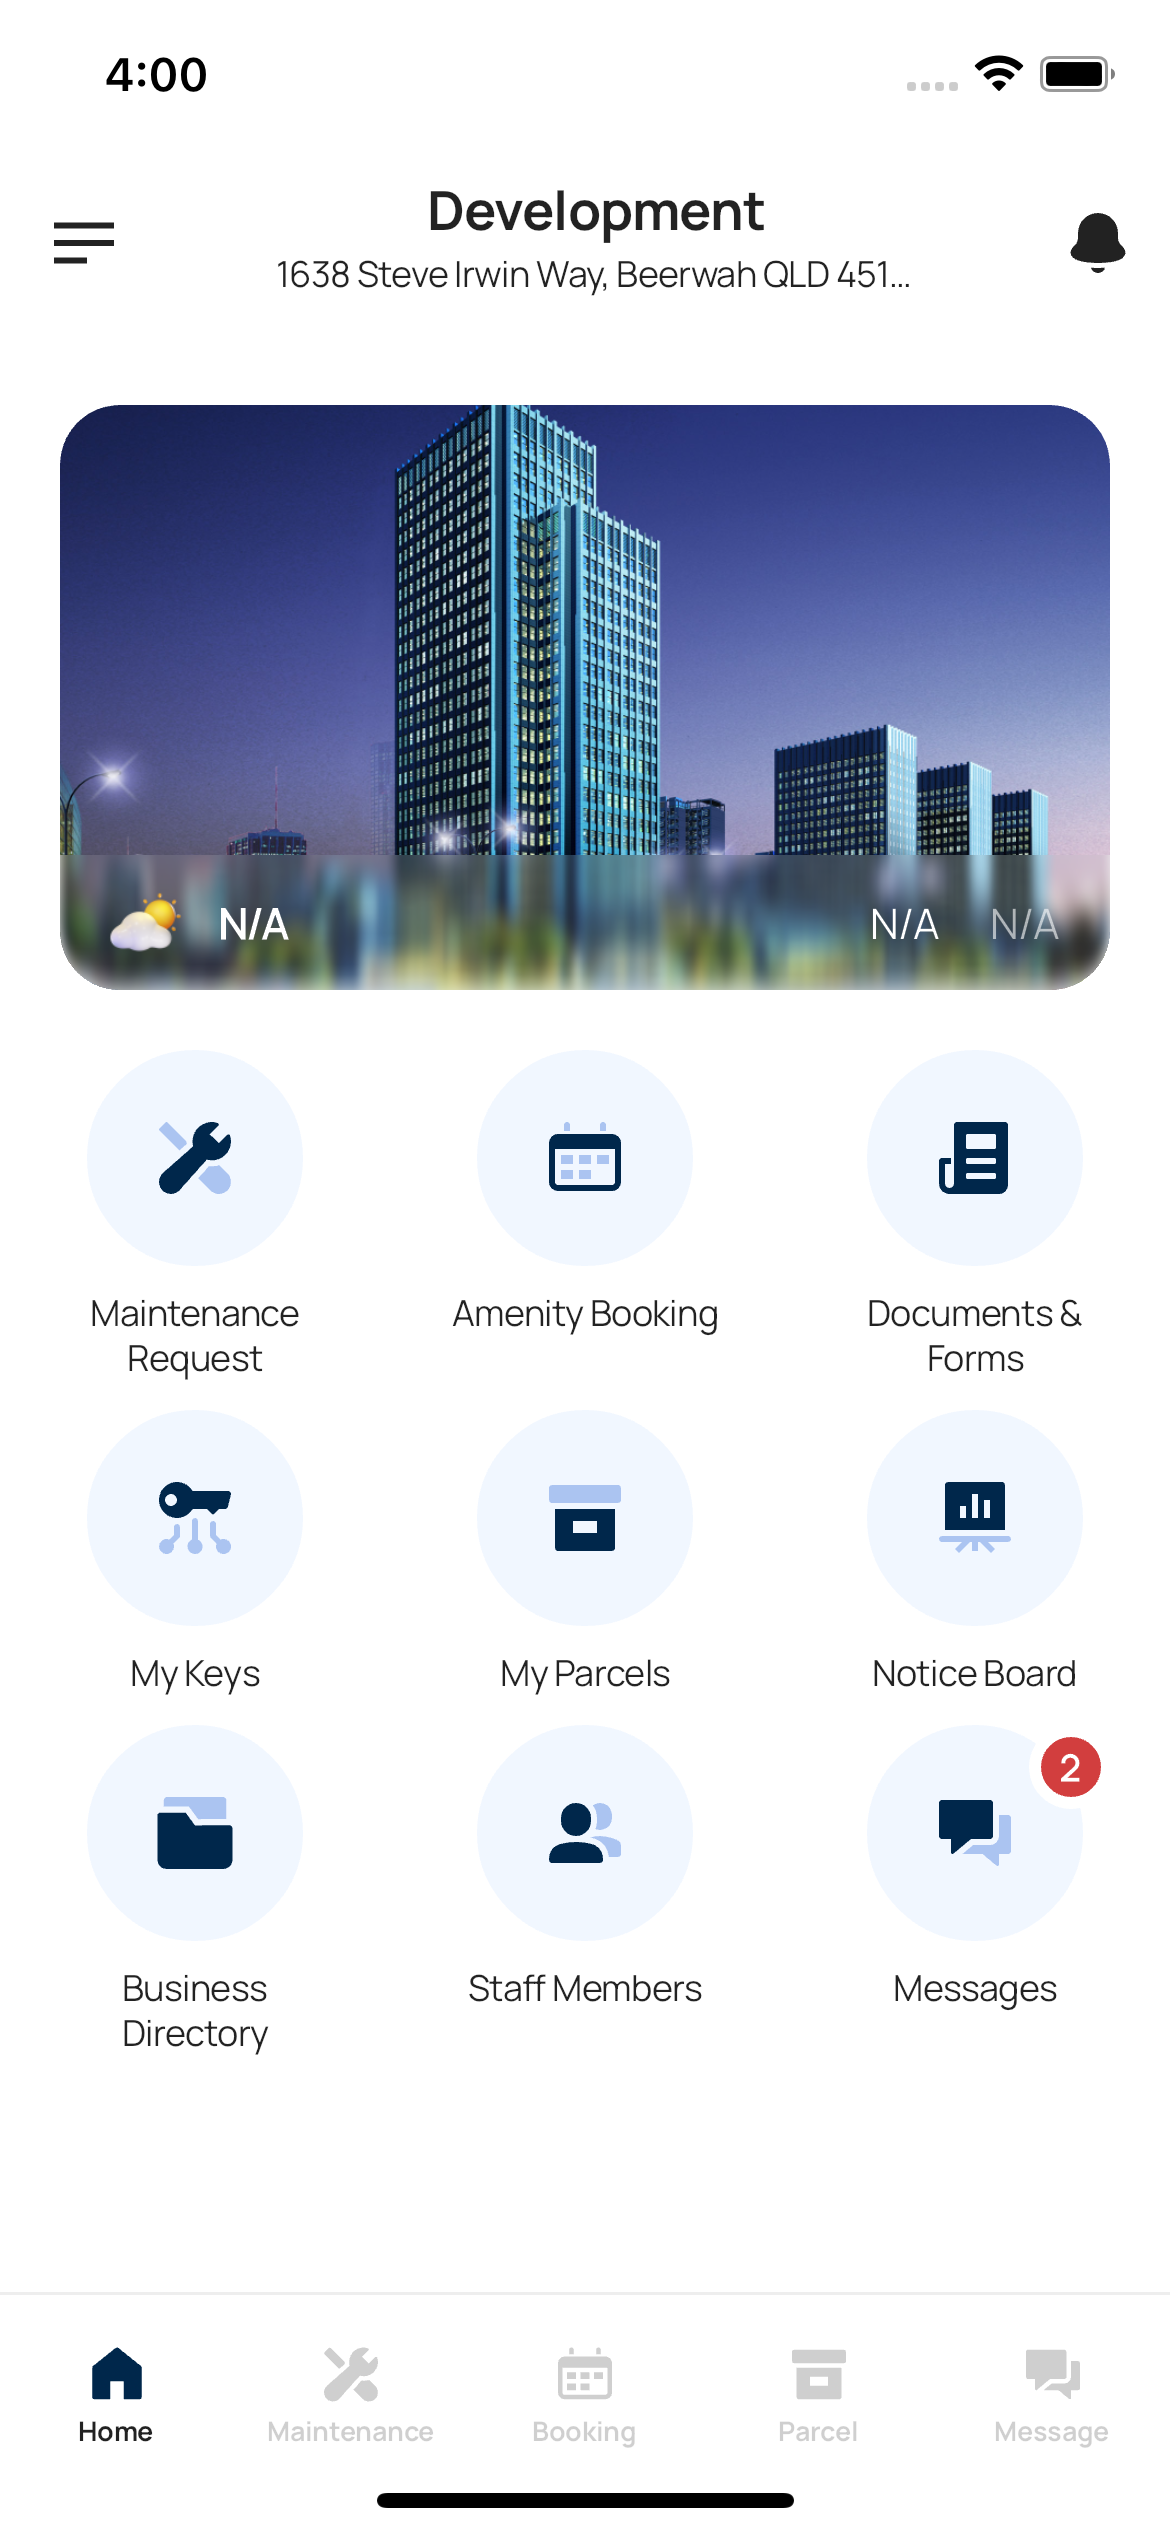 4:00
Development
1638 Steve Irwin Way, Beerwah QLD 451...
N/A
N/A N/A
Maintenance
Request
Amenity Booking
Documents &
Forms
My Keys
My Parcels
Notice Board
2
Business
Directory
Staff Members
Messages
Home
Maintenance
Booking
Parcel
Message